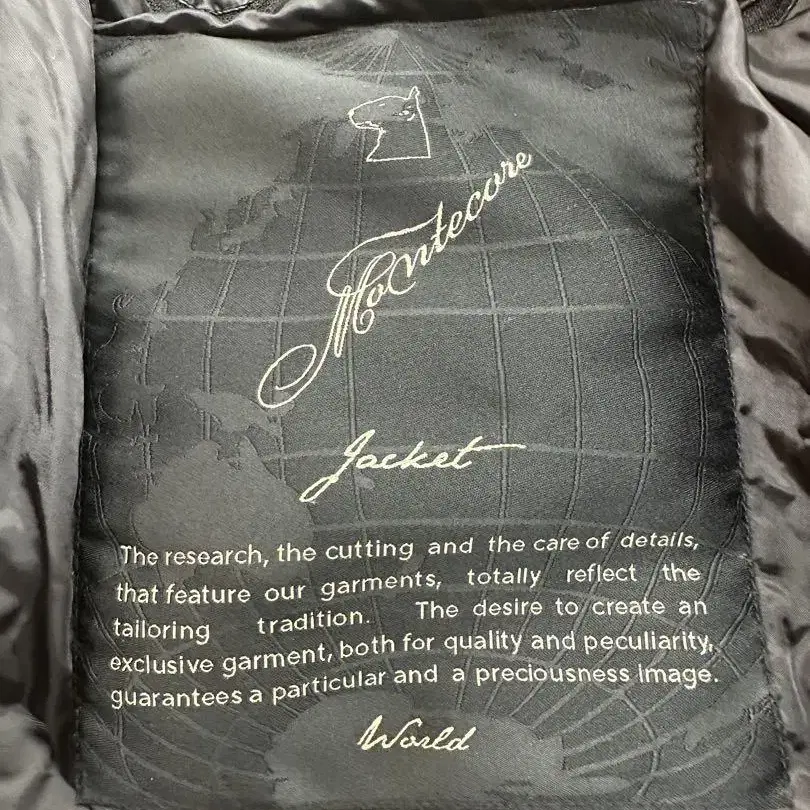 Montecore
Jacket
The research, the cutting and the care of details,
that feature our garments, totally reflect the
tailoring tradition. The desire to create an
exclusive garment, both for quality and peculiarity,
guarantees a particular and a preciousness image.
World